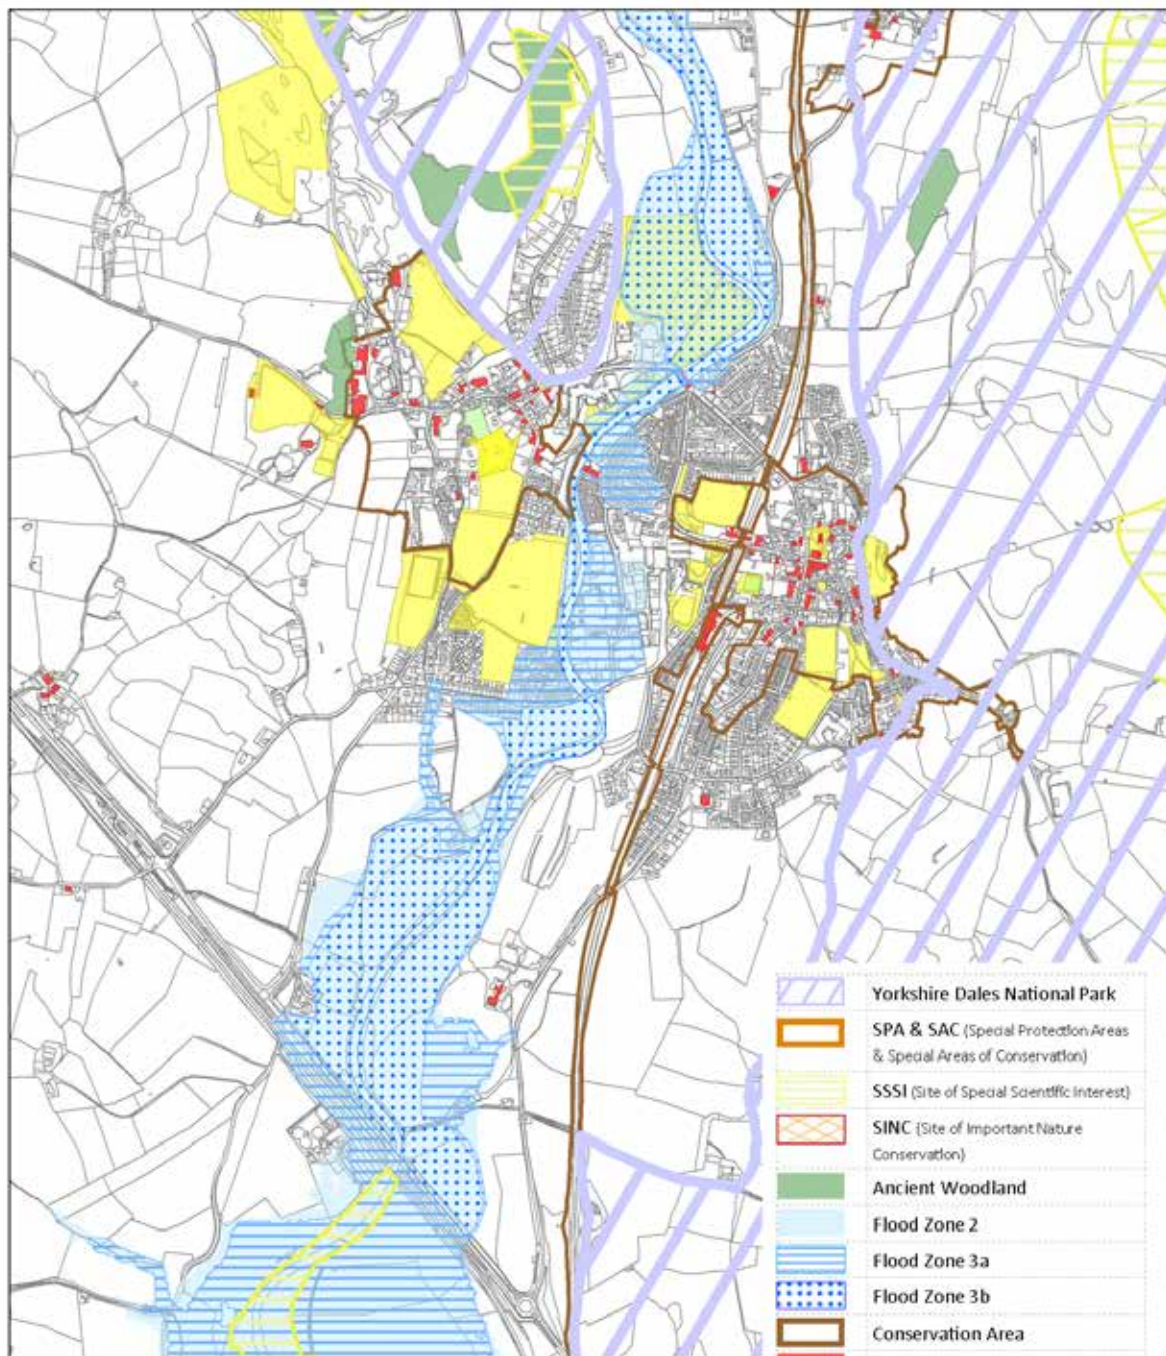 Yorkshire Dales National Park
SPA & SAC (Special Protection Areas
& Special Areas of Conservation)
SSSI (Site of Special Scientific Interest)
SINC (Site of Important Nature
Conservation)
Ancient Woodland
Flood Zone 2
Flood Zone 3a
Flood Zone 3b
Conservation Area